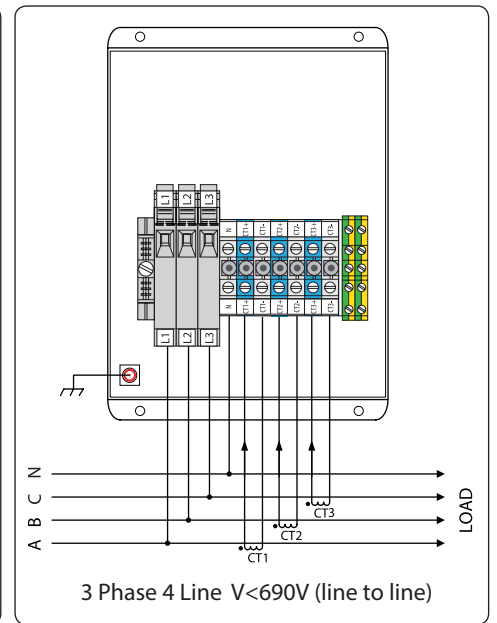 L1 L2 L3
N CT1+ CT1- CT2+ CT2- CT3+ CT3-
N CT1+ CT1- CT2+ CT2- CT3+ CT3-
L1 L2 L3
N
C
B
A
CT3
CT2
CT1
LOAD
3 Phase 4 Line V<690V (line to line)